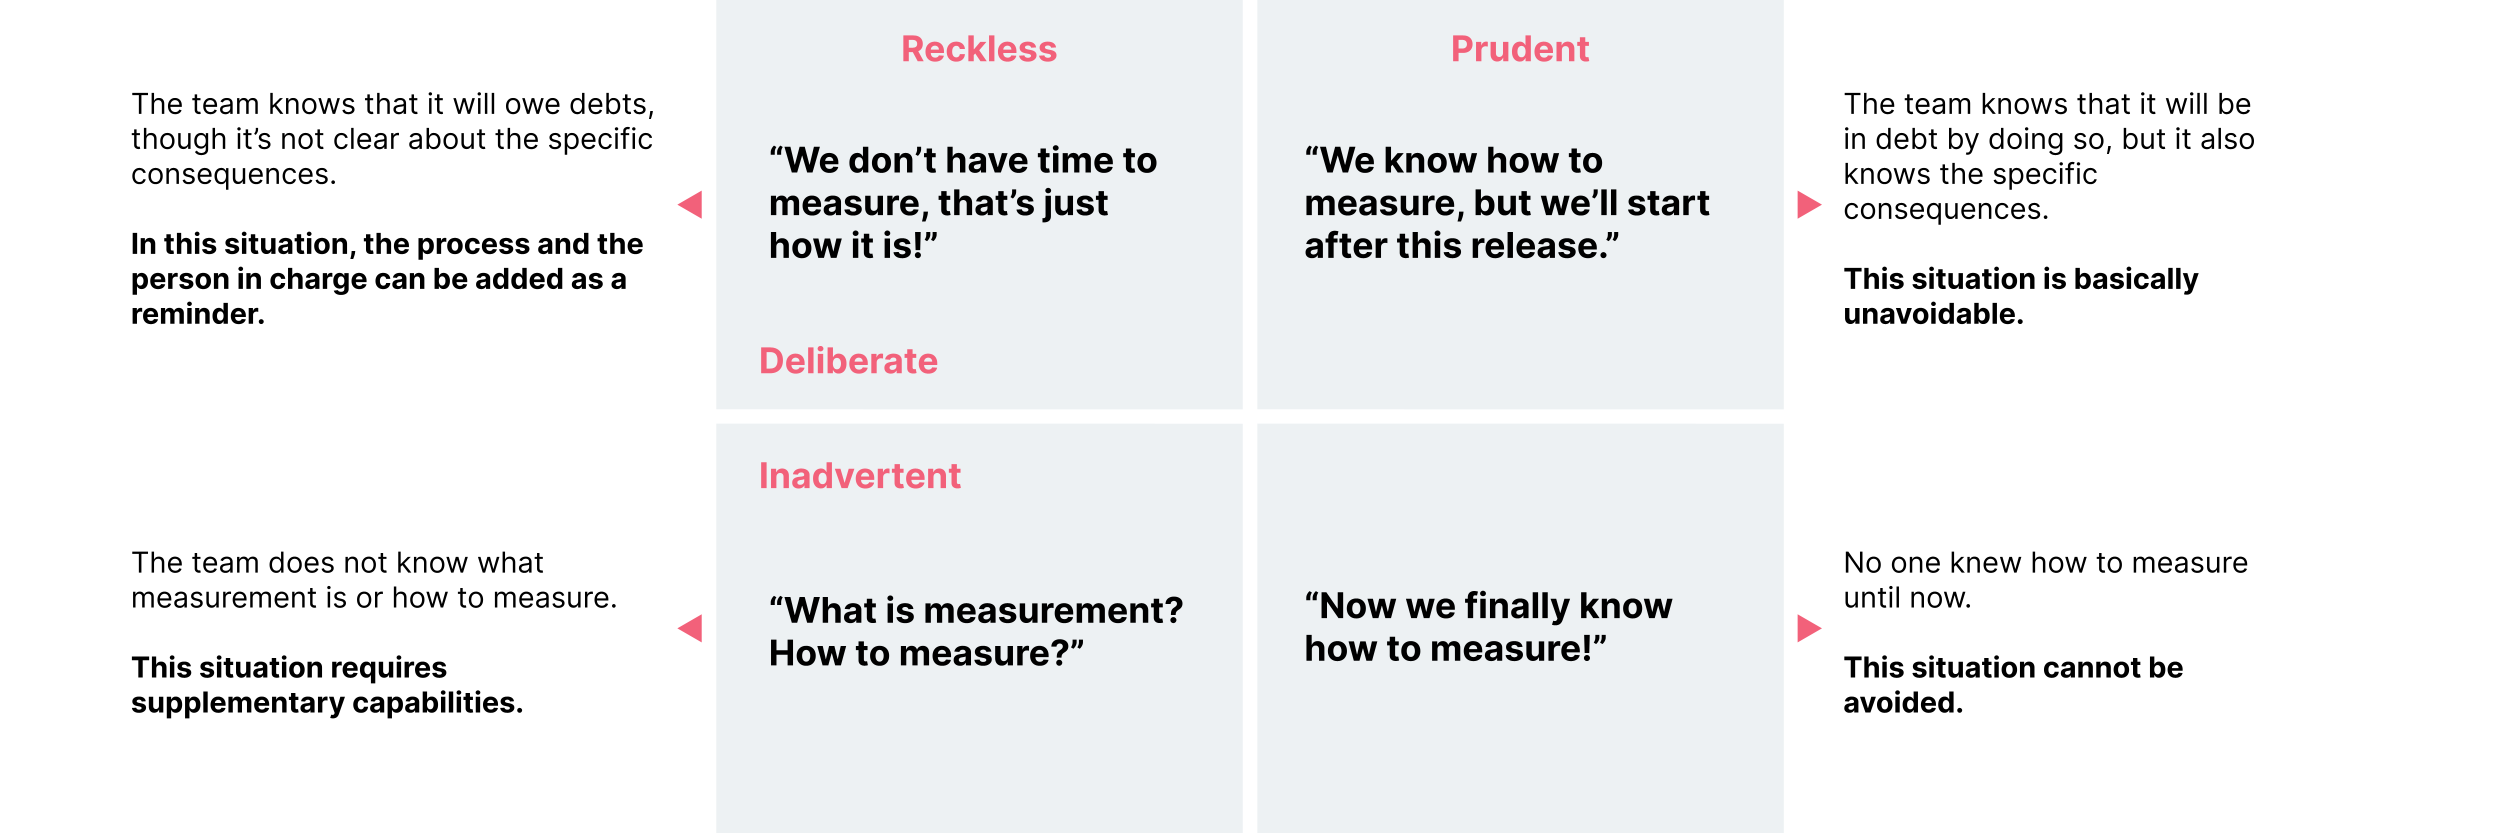 Reckless
Prudent
The team knows that it will owe debts,
though it’s not clear about the specific
consequences.
In this situation, the process and the
person in charge can be added as a
reminder.
“We don’t have time to
measure, that’s just
how it is!”
“We know how to
measure, but we’ll start
after this release.”
The team knows that it will be
in debt by doing so, but it also
knows the specific
consequences.
This situation is basically
unavoidable.
Deliberate
Inadvertent
The team does not know what
measurement is or how to measure.
This situation requires
supplementary capabilities.
“What is measurement?
How to measure?”
“Now we finally know
how to measure!”
No one knew how to measure
until now.
This situation cannot be
avoided.